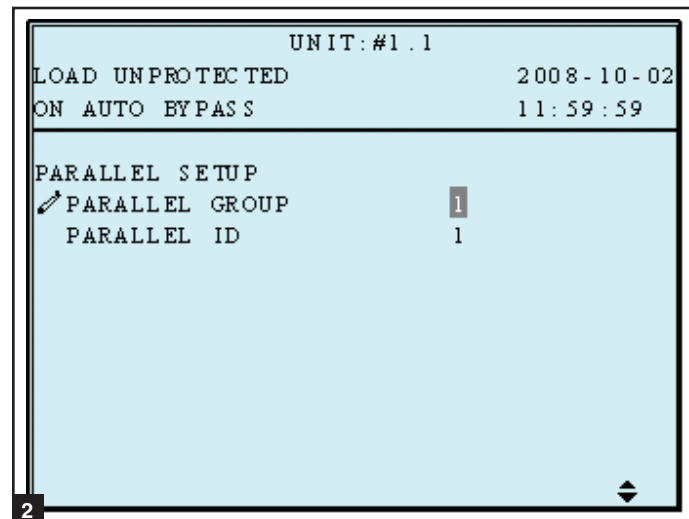 UNIT:#1.1
LOAD UNPROTECTED 2008-10-02
ON AUTO BYPASS 11:59:59
PARALLEL SETUP
PARALLEL GROUP 1
PARALLEL ID 1
2